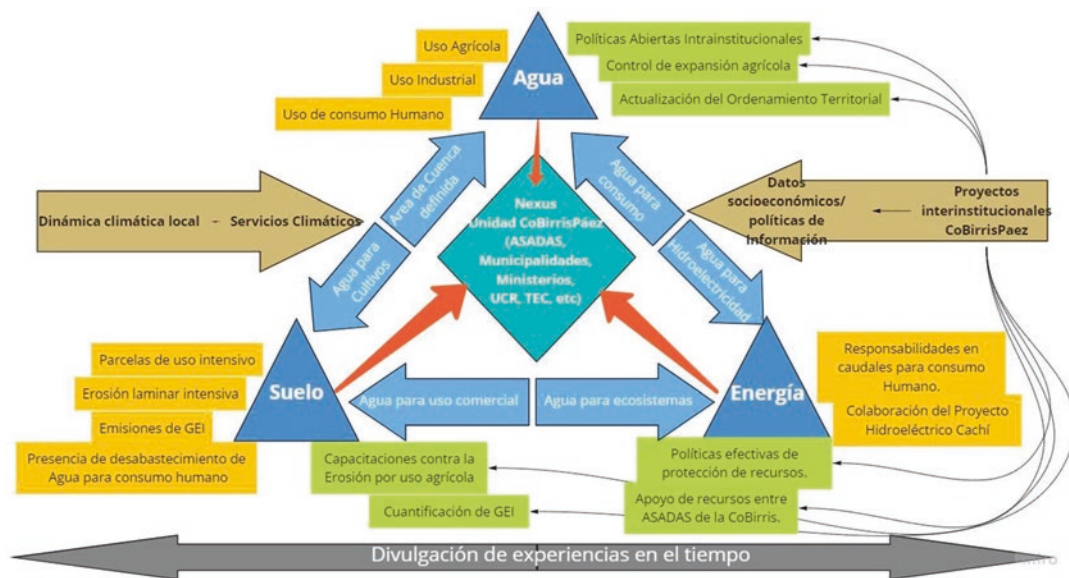 Uso Agrícola
Uso Industrial
Uso de consumo Humano
Agua
Políticas Abiertas Intrainstitucionales
Control de expansión agrícola
Actualización del Ordenamiento Territorial
Área de Cuenca
definida
Agua para
Cultivos
Agua para
consumo
Agua para
Hidroelectricidad
Dinámica climática local - Servicios Climáticos
Nexus
Unidad CoBirrisPáez
(ASADAS,
Municipalidades,
Ministerios,
UCR, TEC, etc)
Datos
socioeconómicos/
políticas de
Información
Proyectos
interinstitucionales
CoBirrisPaez
Parcelas de uso intensivo
Erosión laminar intensiva
Emisiones de GEI
Presencia de desabastecimiento de
Agua para consumo humano
Suelo
Agua para uso comercial
Agua para ecosistemas
Energía
Responsabilidades en
caudales para consumo
Humano.
Colaboración del Proyecto
Hidroeléctrico Cachí
Capacitaciones contra la
Erosión por uso agrícola
Cuantificación de GEI
Políticas efectivas de
protección de recursos.
Apoyo de recursos entre
ASADAS de la CoBirris.
Divulgación de experiencias en el tiempo
miro